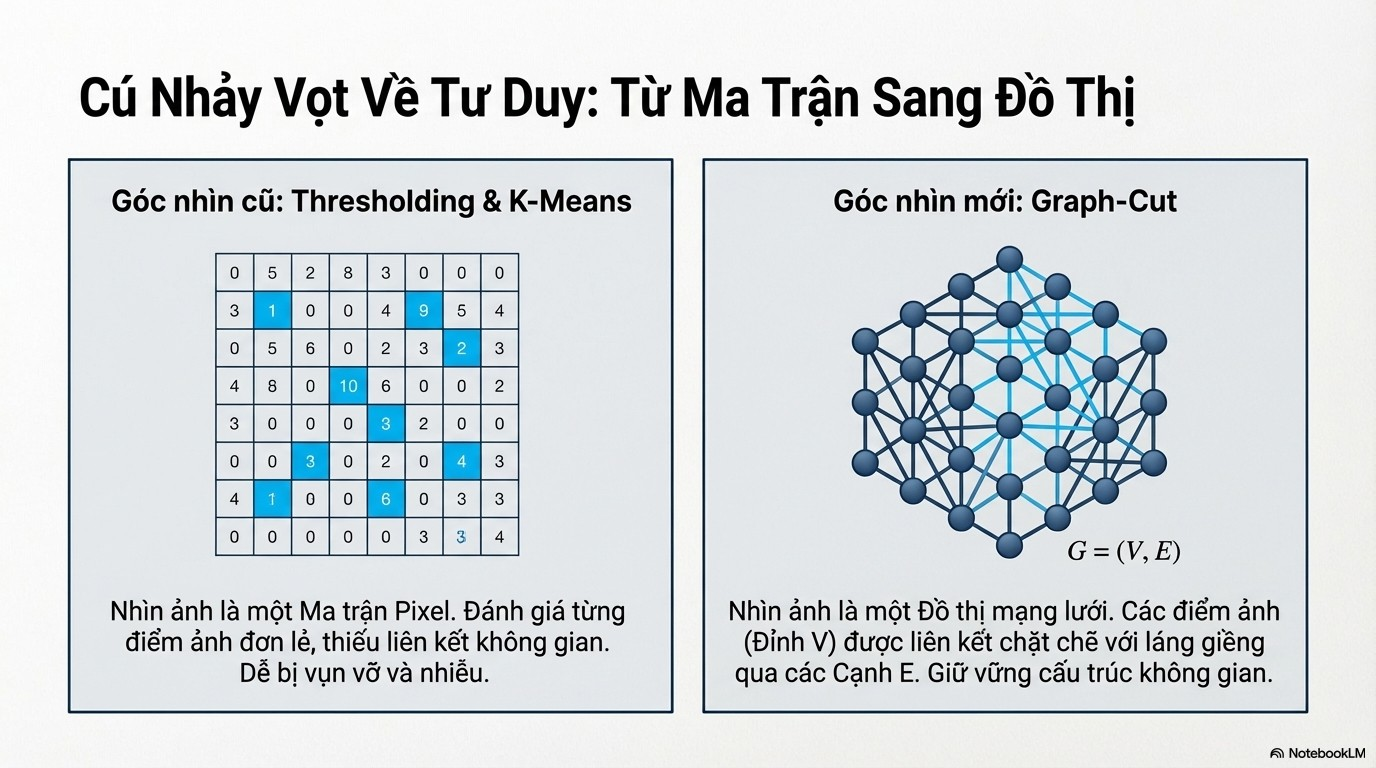 Cú Nhảy Vọt Về Tư Duy: Từ Ma Trận Sang Đồ Thị
Góc nhìn cũ: Thresholding & K-Means
0 5 2 8 3 0 0 0
3 1 0 0 4 9 5 4
0 5 6 0 2 3 2 3
4 8 0 10 6 0 0 2
3 0 0 0 3 2 0 0
0 0 3 0 2 0 4 3
4 1 0 0 6 0 3 3
0 0 0 0 0 3 3 4
Nhìn ảnh là một Ma trận Pixel. Đánh giá từng
điểm ảnh đơn lẻ, thiếu liên kết không gian.
Dễ bị vụn vỡ và nhiễu.
Góc nhìn mới: Graph-Cut
G = (V, E)
Nhìn ảnh là một Đồ thị mạng lưới. Các điểm ảnh
(Đỉnh V) được liên kết chặt chẽ với láng giềng
qua các Cạnh E. Giữ vững cấu trúc không gian.
NotebookLM